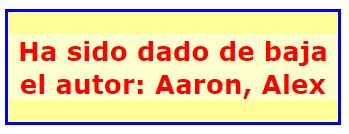 Ha sido dado de baja
el autor: Aaron, Alex